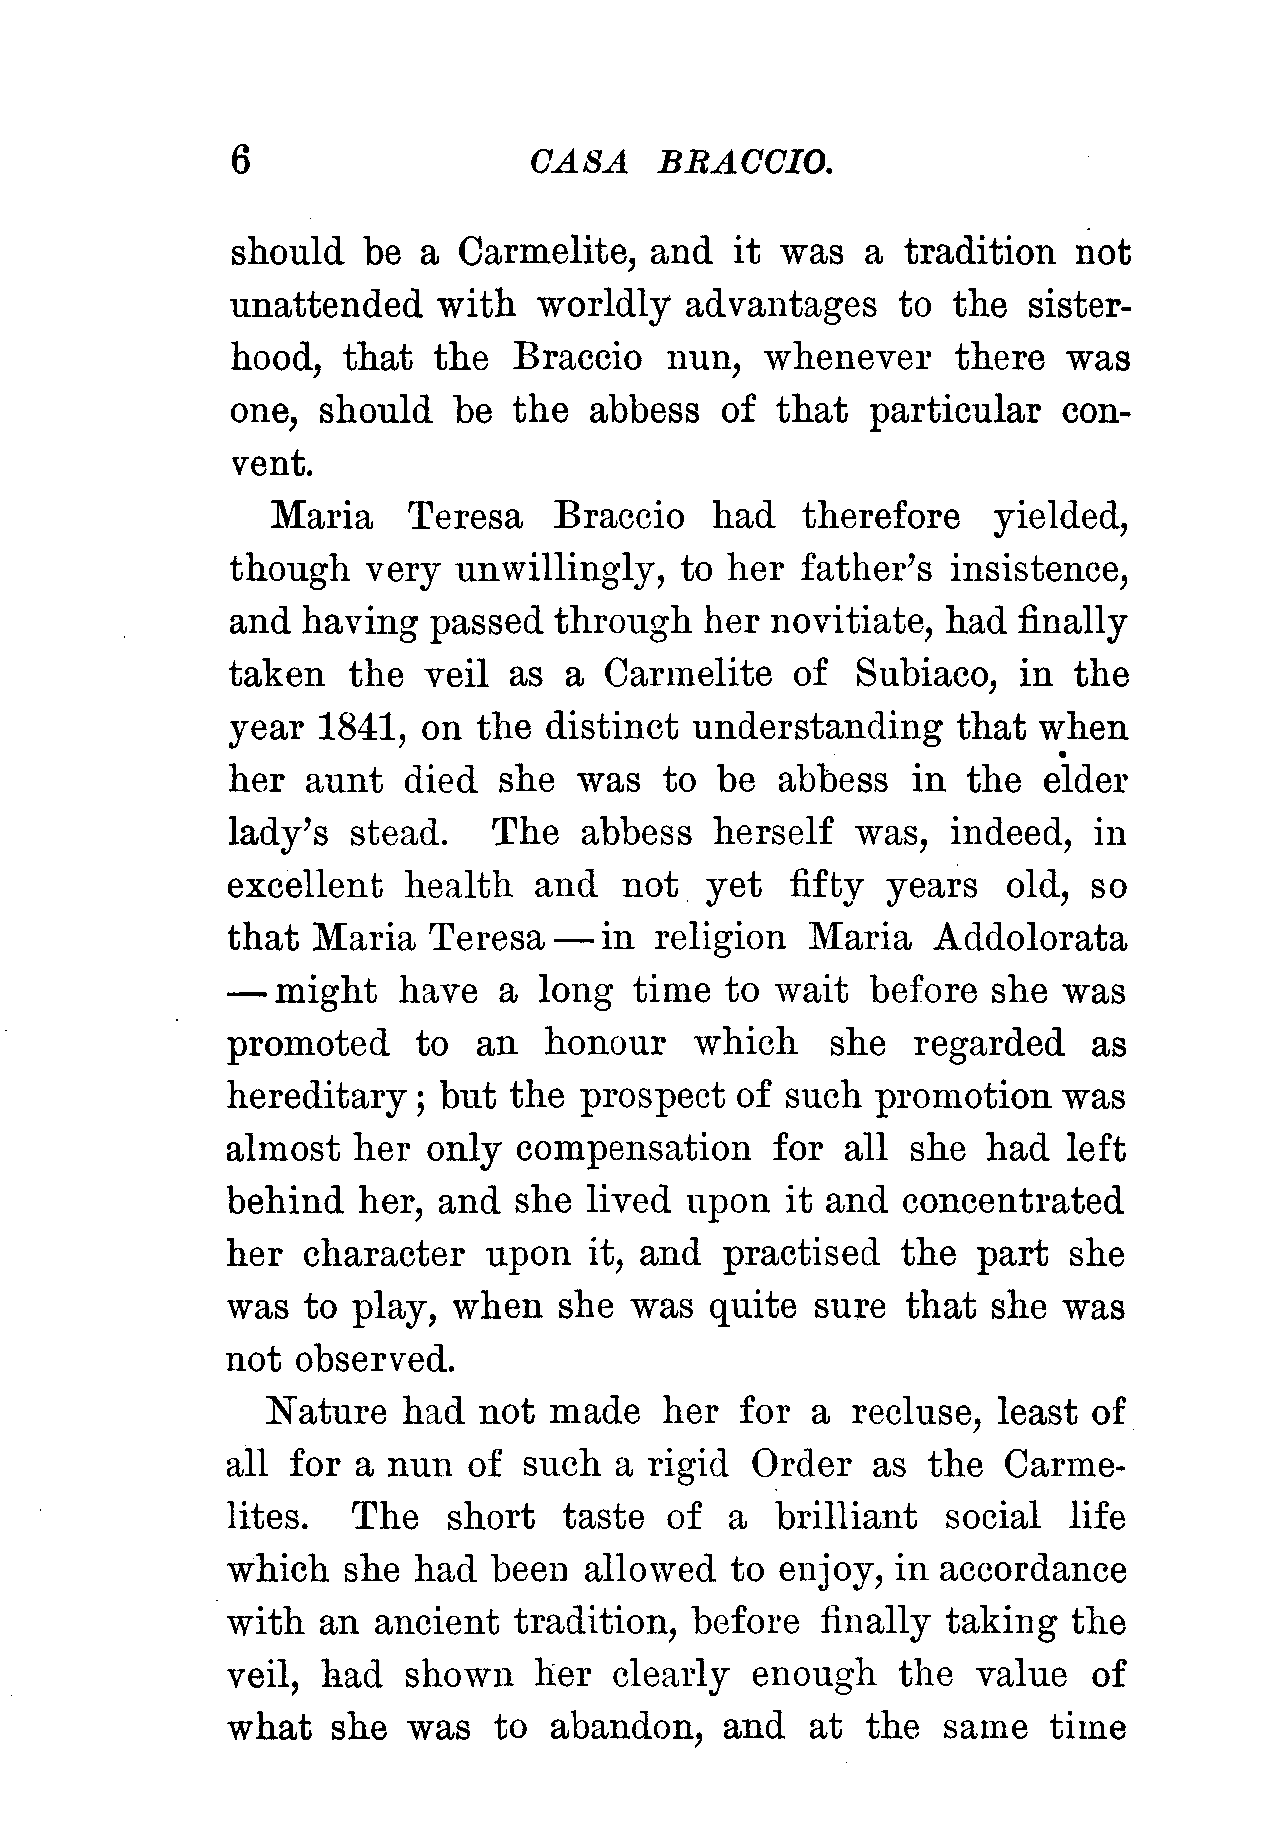 6 CASA BRACCIO.
should be a Carmelite, and it was a tradition not
unattended with worldly advantages to the sister-
hood, that the Braccio nun, whenever there was
one, should be the abbess of that particular con-
vent.
Maria Teresa Braccio had therefore yielded,
though very unwillingly, to her father's insistence,
and having passed through her novitiate, had finally
taken the veil as a Carmelite of Subiaco, in the
year 1841, on the distinct understanding that when
her aunt died she was to be abbess in the elder
lady's stead. The abbess herself was, indeed, in
excellent health and not yet fifty years old, so
that Maria Teresa — in religion Maria Addolorata
— might have a long time to wait before she was
promoted to an honour which she regarded as
hereditary; but the prospect of such promotion was
almost her only compensation for all she had left
behind her, and she lived upon it and concentrated
her character upon it, and practised the part she
was to play, when she was quite sure that she was
not observed.
Nature had not made her for a recluse, least of
all for a nun of such a rigid Order as the Carme-
lites. The short taste of a brilliant social life
which she had been allowed to enjoy, in accordance
with an ancient tradition, before finally taking the
veil, had shown her clearly enough the value of
what she was to abandon, and at the same time